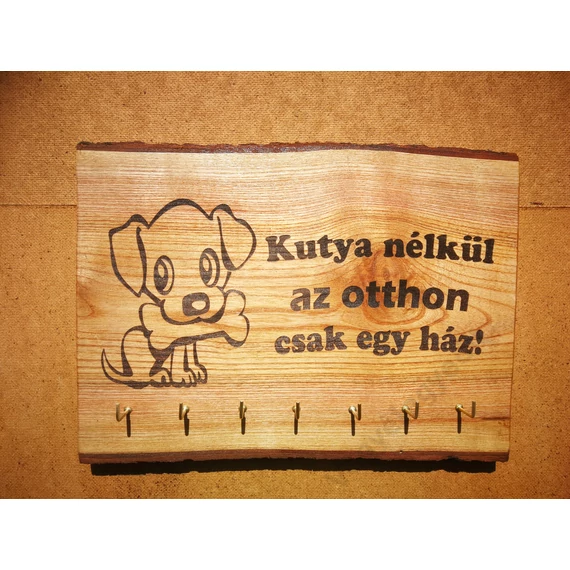 Kutya nélkül
az otthon
csak egy ház!